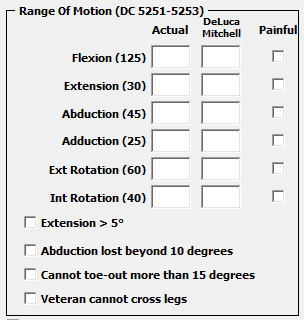 Range Of Motion (DC 5251-5253)
Actual DeLuca Mitchell Painful
Flexion (125)
Extension (30)
Abduction (45)
Adduction (25)
Ext Rotation (60)
Int Rotation (40)
Extension > 5°
Abduction lost beyond 10 degrees
Cannot toe-out more than 15 degrees
Veteran cannot cross legs